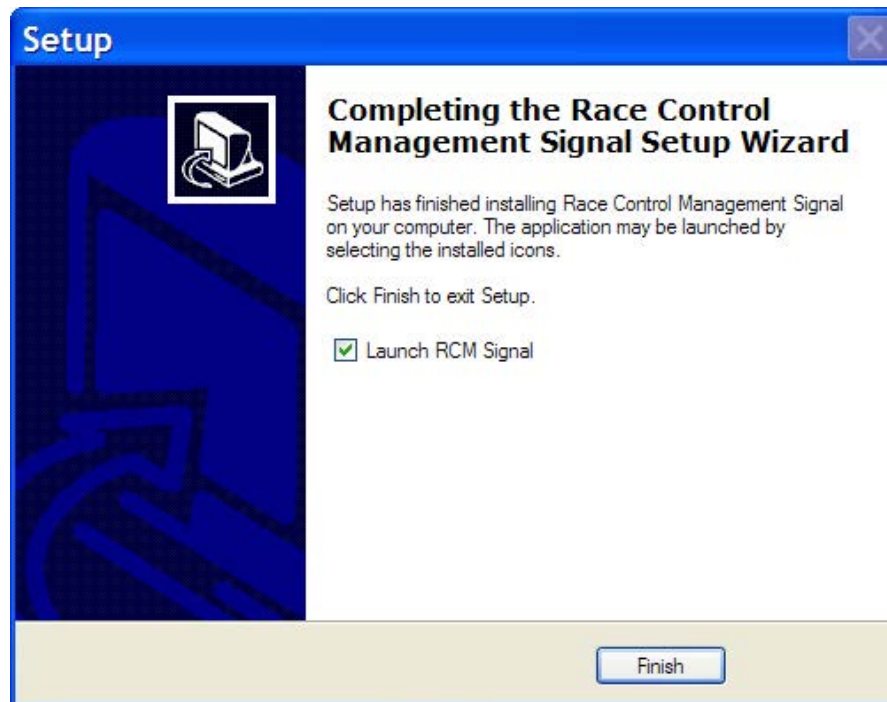 Setup
Completing the Race Control
Management Signal Setup Wizard
Setup has finished installing Race Control Management Signal
on your computer. The application may be launched by
selecting the installed icons.
Click Finish to exit Setup.
Launch RCM Signal
Finish